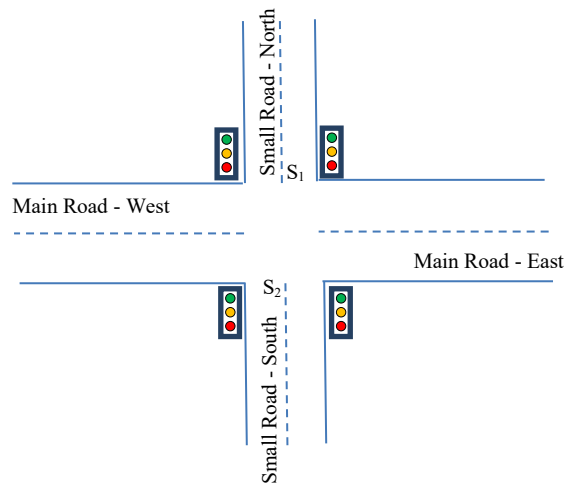 Small Road - North
S1
Main Road - West
Main Road - East
S2
Small Road - South